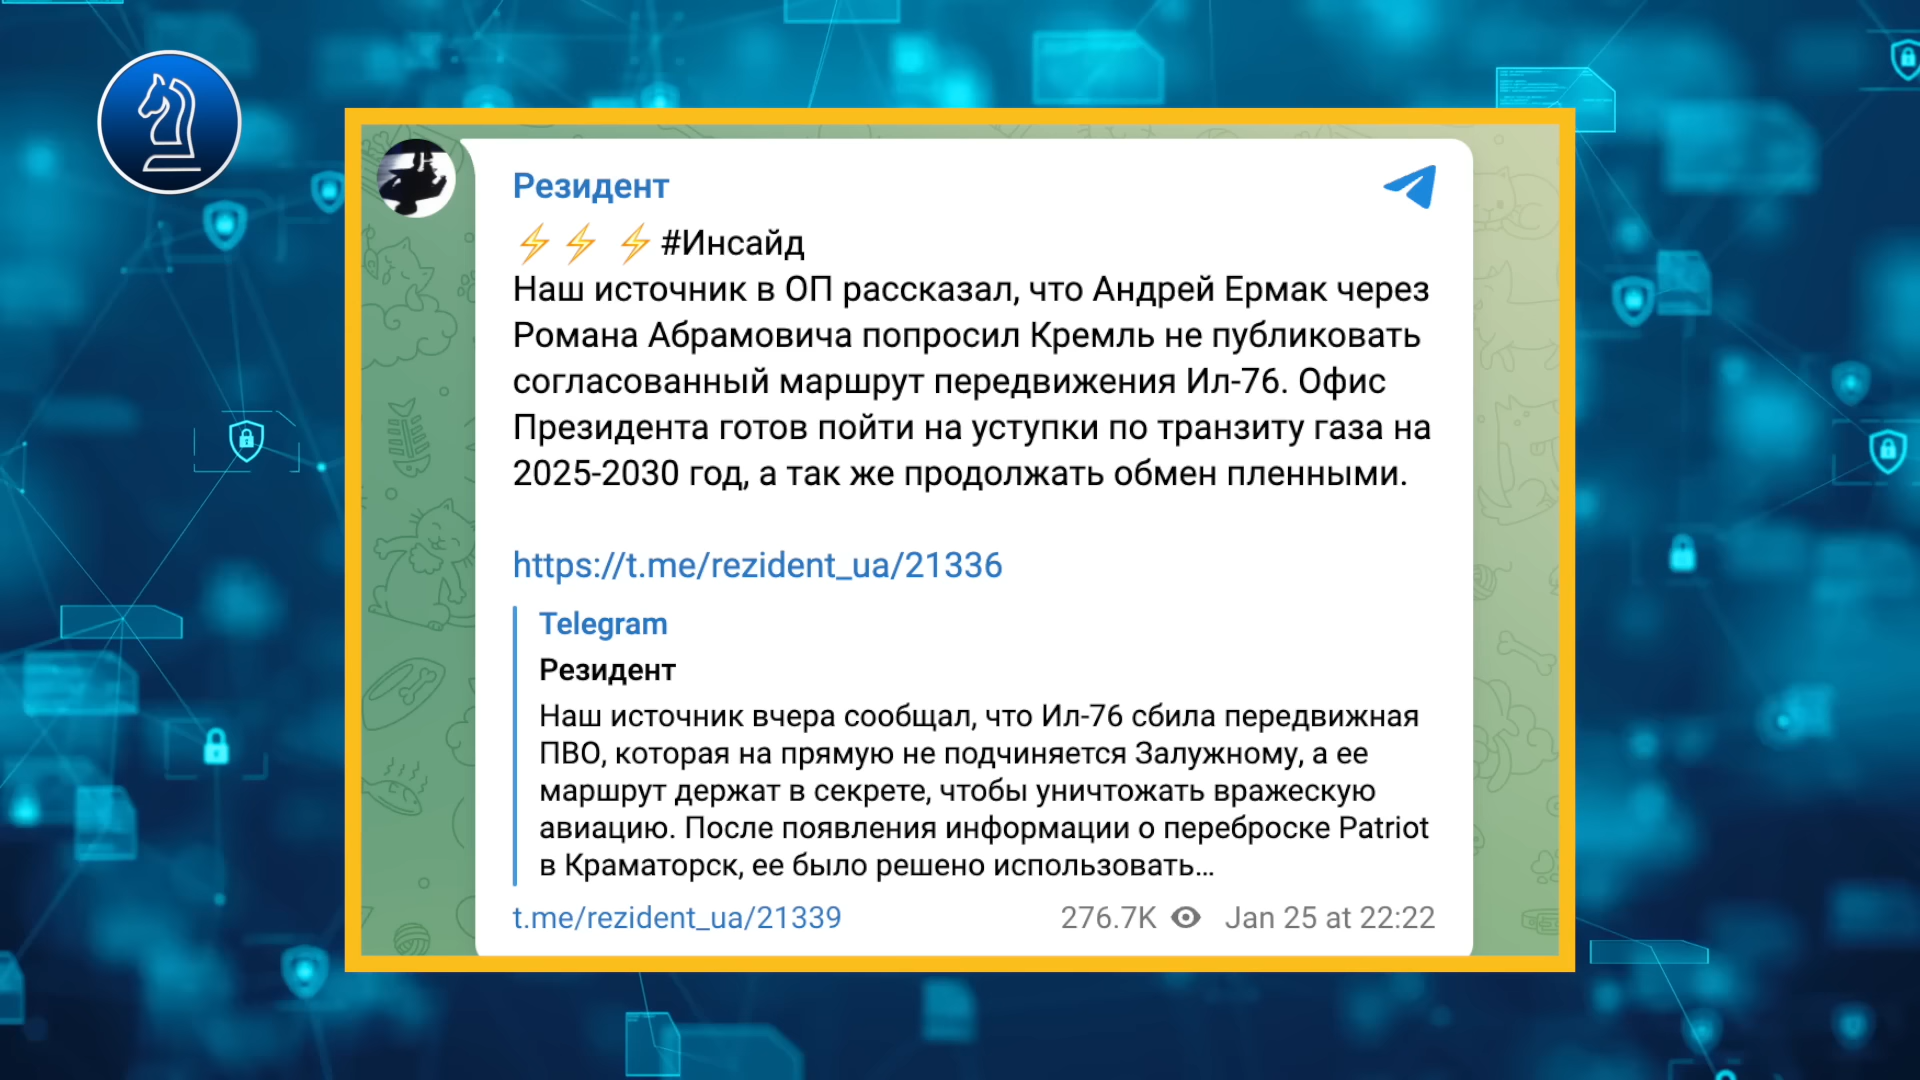 Резидент
⚡⚡ ⚡#Инсайд
Наш источник в ОП рассказал, что Андрей Ермак через
Романа Абрамовича попросил Кремль не публиковать
согласованный маршрут передвижения Ил-76. Офис
Президента готов пойти на уступки по транзиту газа на
2025-2030 год, а так же продолжать обмен пленными.
https://t.me/rezident_ua/21336
Telegram
Резидент
Наш источник вчера сообщал, что Ил-76 сбила передвижная
ПВО, которая на прямую не подчиняется Залужному, а ее
маршрут держат в секрете, чтобы уничтожать вражескую
авиацию. После появления информации о переброске Patriot
в Краматорск, ее было решено использовать...
t.me/rezident_ua/21339 276.7K Jan 25 at 22:22